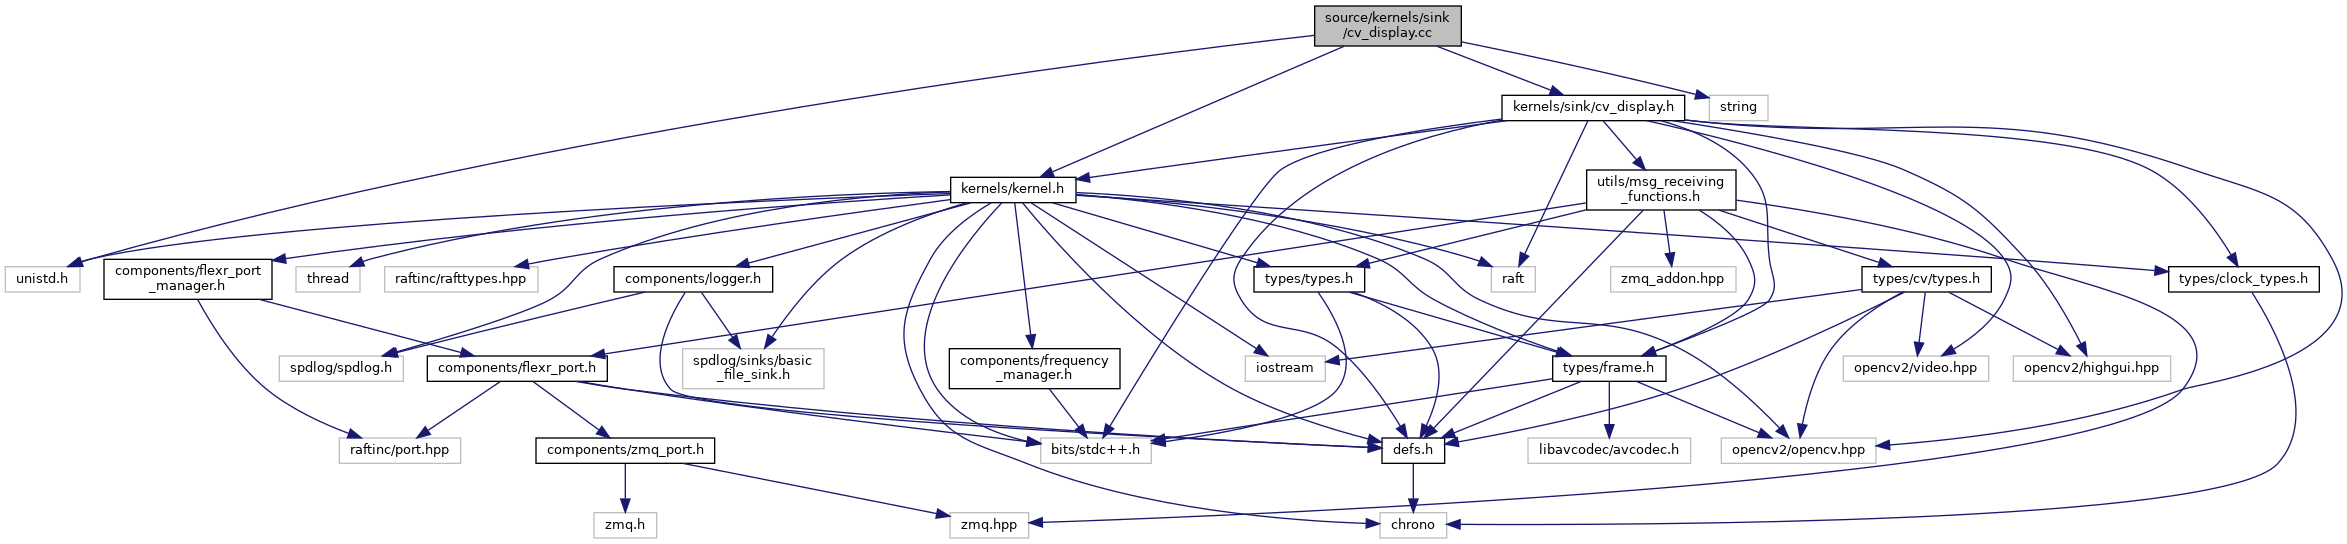 source/kernels/sink
/cv_display.cc
kernels/sink/cv_display.h
string
kernels/kernel.h
utils/msg_receiving
_functions.h
unistd.h
components/flexr_port
_manager.h
thread
raftinc/rafttypes.hpp
components/logger.h
types/types.h
raft
zmq_addon.hpp
types/cv/types.h
types/clock_types.h
spdlog/spdlog.h
components/flexr_port.h
spdlog/sinks/basic
_file_sink.h
components/frequency
_manager.h
iostream
types/frame.h
opencv2/video.hpp
opencv2/highgui.hpp
raftinc/port.hpp
components/zmq_port.h
bits/stdc++.h
defs.h
libavcodec/avcodec.h
opencv2/opencv.hpp
zmq.h
zmq.hpp
chrono